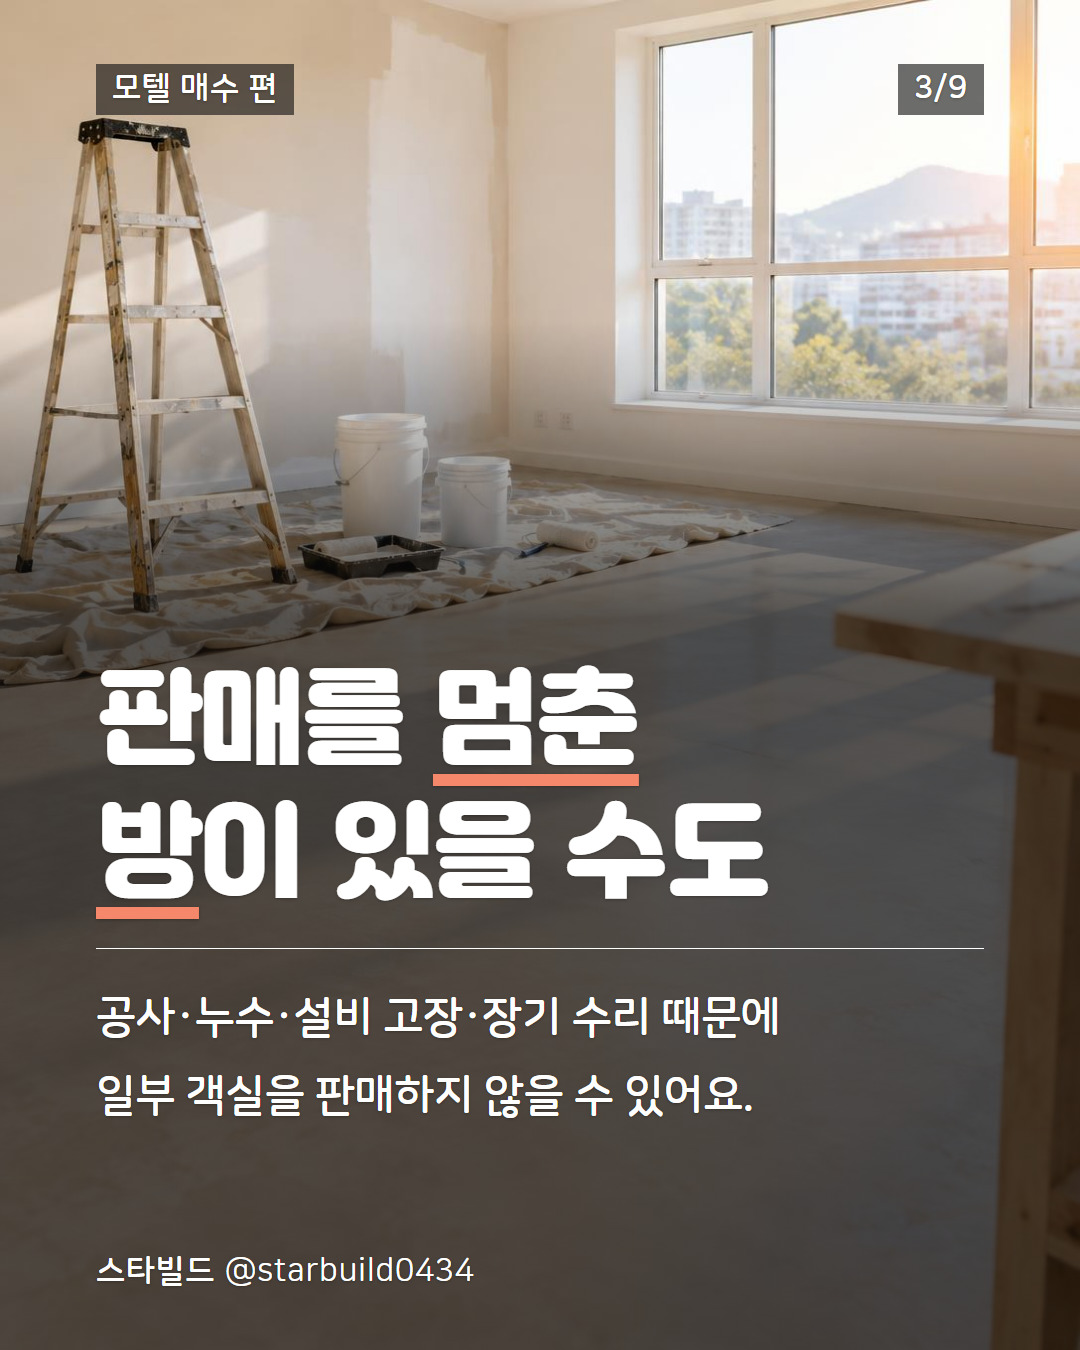 모텔 매수 편
3/9
판매를 멈춘
방이 있을 수도
공사·누수·설비 고장·장기 수리 때문에
일부 객실을 판매하지 않을 수 있어요.
스타빌드 @starbuild0434